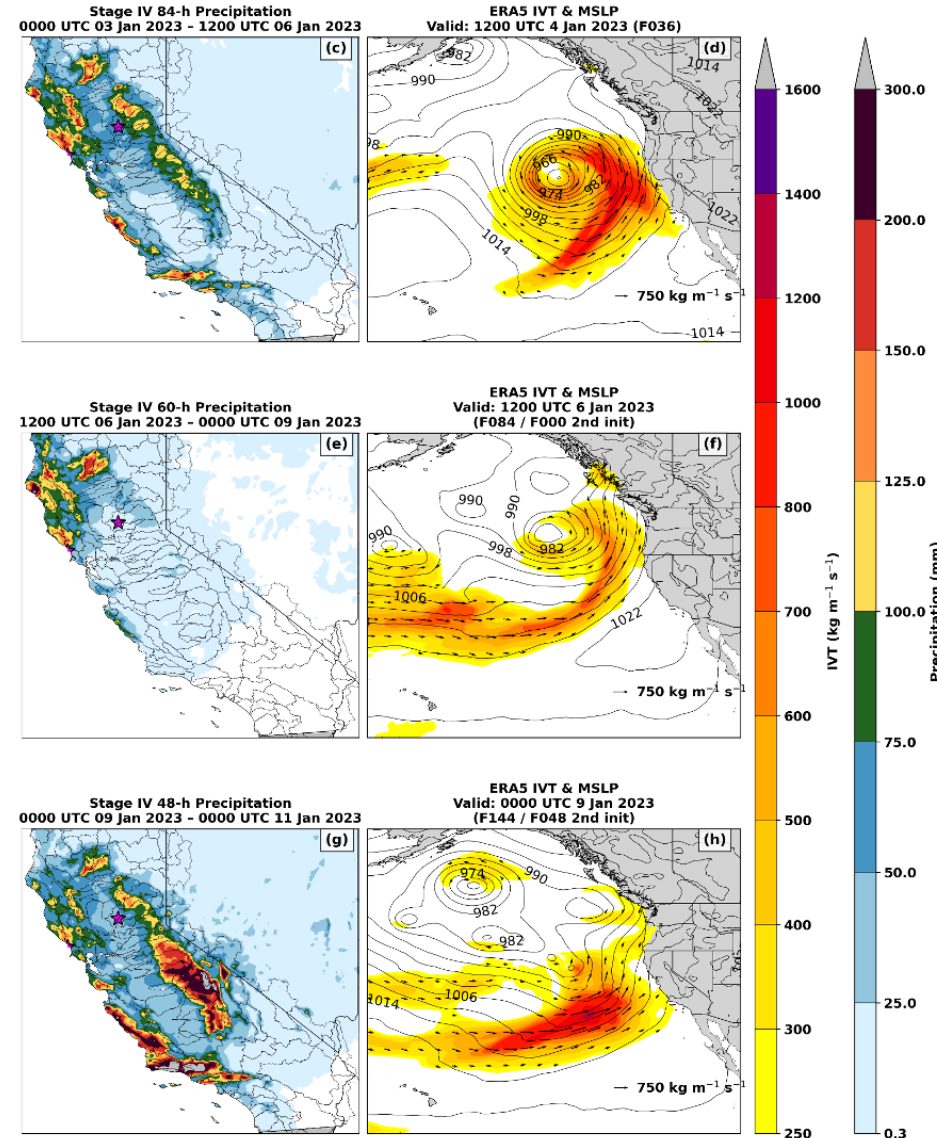 Stage IV 84-h Precipitation
0000 UTC 03 Jan 2023 – 1200 UTC 06 Jan 2023
(c)
ERA5 IVT & MSLP
Valid: 1200 UTC 4 Jan 2023 (F036)
(d)
982
990
1014
1022
98
990
966
974
982
998
1014
1022
750 kg m⁻¹ s⁻¹
1014
Stage IV 60-h Precipitation
1200 UTC 06 Jan 2023 – 0000 UTC 09 Jan 2023
(e)
ERA5 IVT & MSLP
Valid: 1200 UTC 6 Jan 2023
(F084 / F000 2nd init)
(f)
990
990
990
998
982
1006
1022
750 kg m⁻¹ s⁻¹
Stage IV 48-h Precipitation
0000 UTC 09 Jan 2023 – 0000 UTC 11 Jan 2023
(g)
ERA5 IVT & MSLP
Valid: 0000 UTC 9 Jan 2023
(F144 / F048 2nd init)
(h)
974
990
982
982
1014
1006
750 kg m⁻¹ s⁻¹
1600
1400
1200
1000
800
700
600
500
400
300
250
IVT (kg m⁻¹ s⁻¹)
300.0
200.0
150.0
125.0
100.0
75.0
50.0
25.0
0.3
Precipitation (mm)